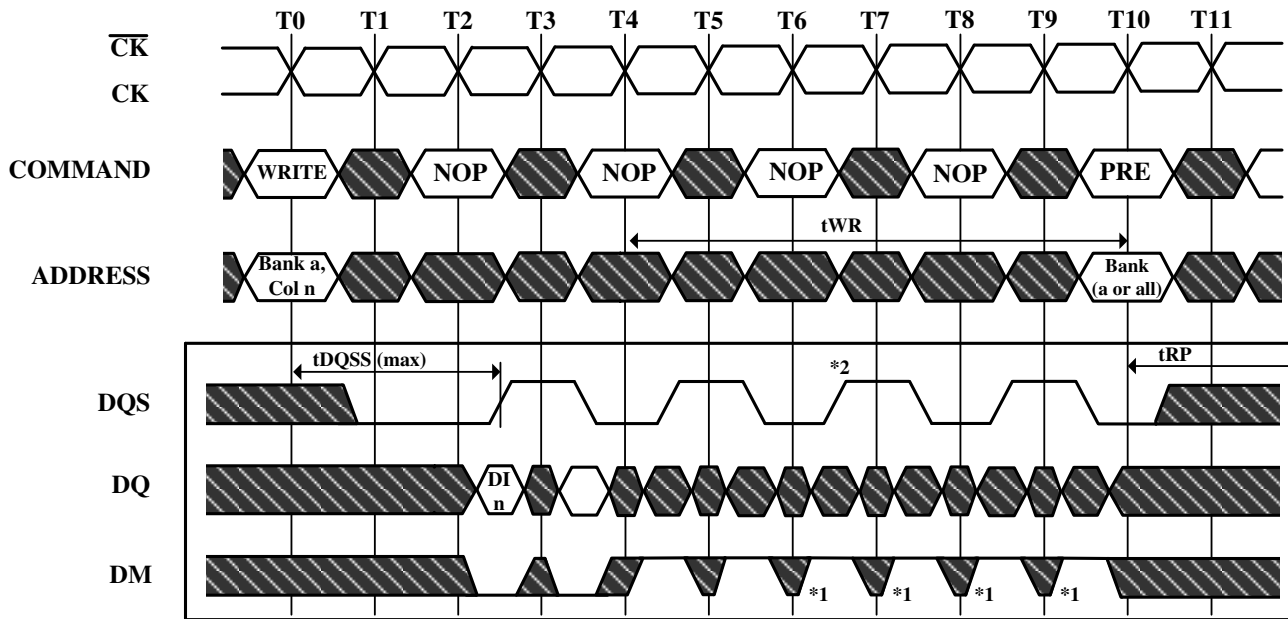 T0 T1 T2 T3 T4 T5 T6 T7 T8 T9 T10 T11
CK
CK
COMMAND WRITE NOP NOP NOP NOP PRE
tWR
ADDRESS Bank a, Col n Bank (a or all)
tDQSS (max) *2 tRP
DQS
DQ DI n
DM *1 *1 *1 *1